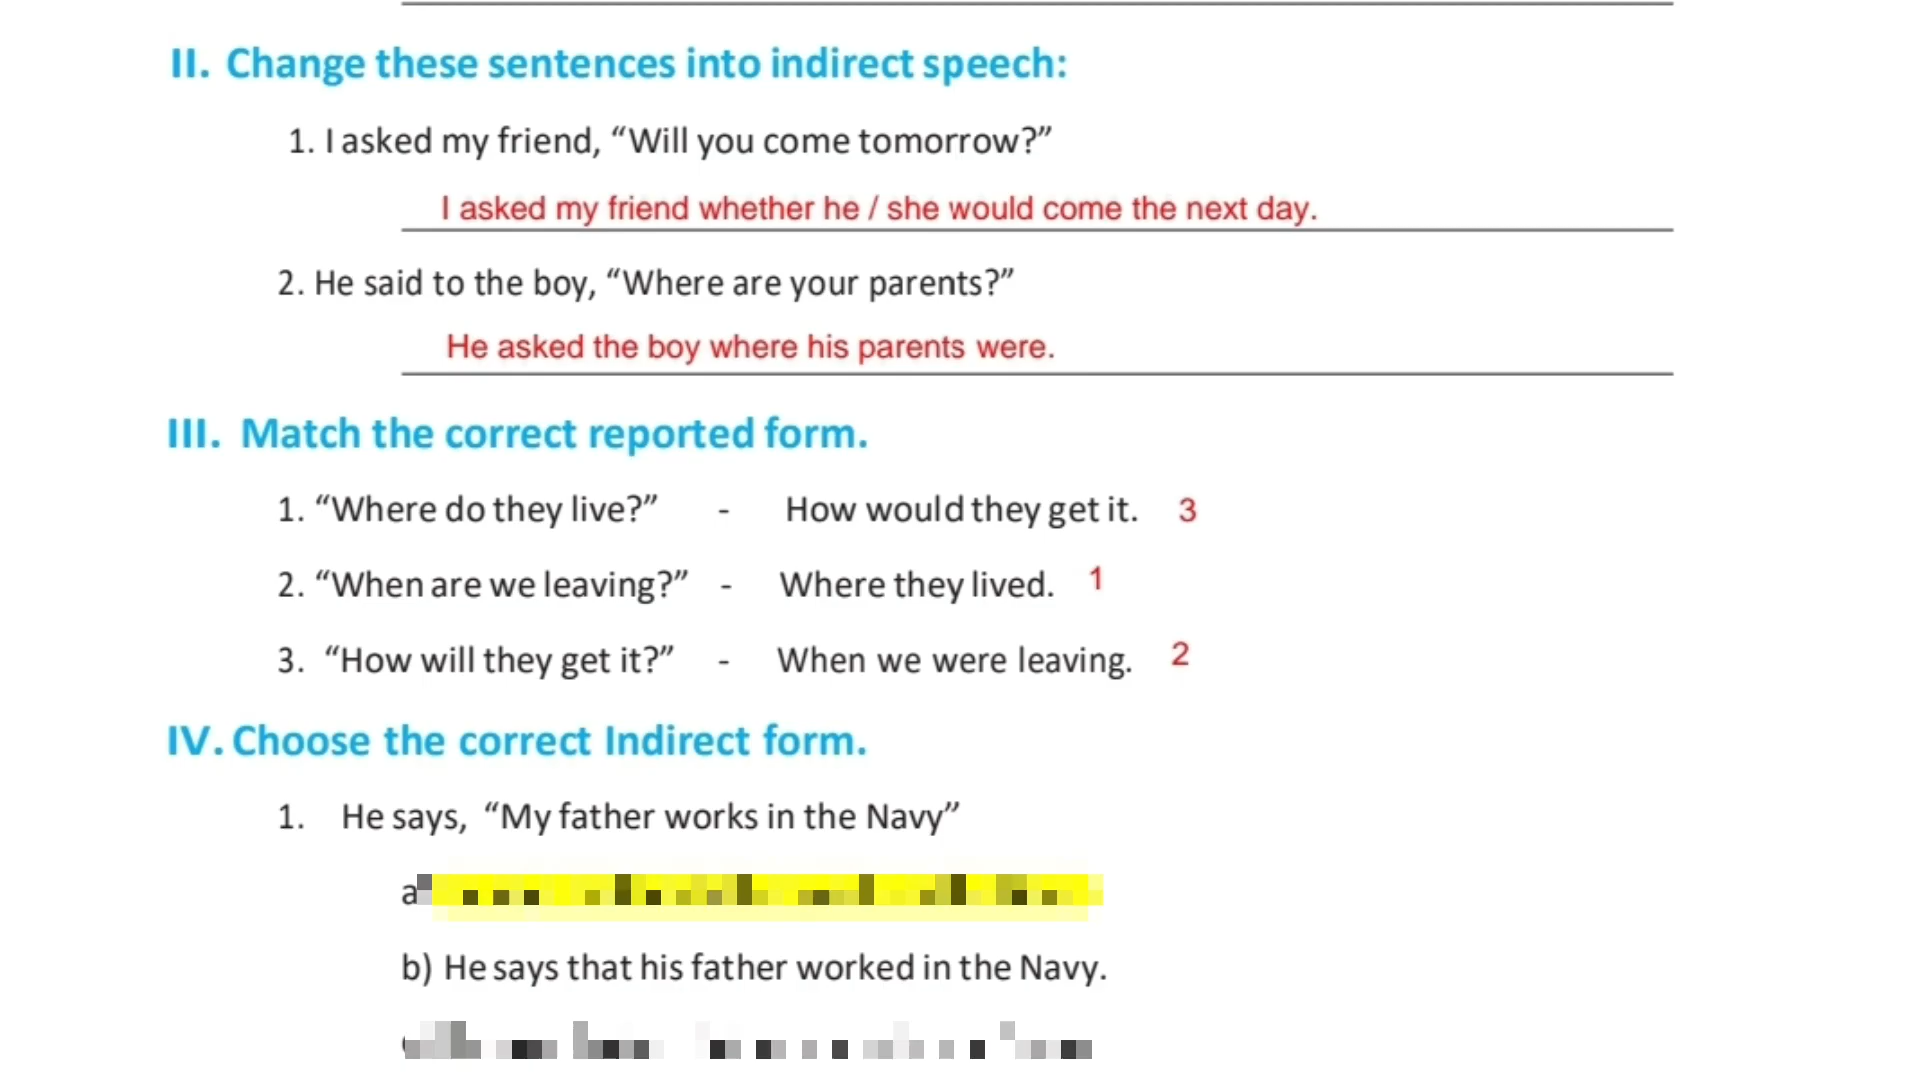 II. Change these sentences into indirect speech:
1. I asked my friend, “Will you come tomorrow?”
I asked my friend whether he / she would come the next day.
2. He said to the boy, “Where are your parents?”
He asked the boy where his parents were.
III. Match the correct reported form.
1. “Where do they live?” - How would they get it. 3
2. “When are we leaving?” - Where they lived. 1
3. “How will they get it?” - When we were leaving. 2
IV. Choose the correct Indirect form.
1. He says, “My father works in the Navy”
a
b) He says that his father worked in the Navy.